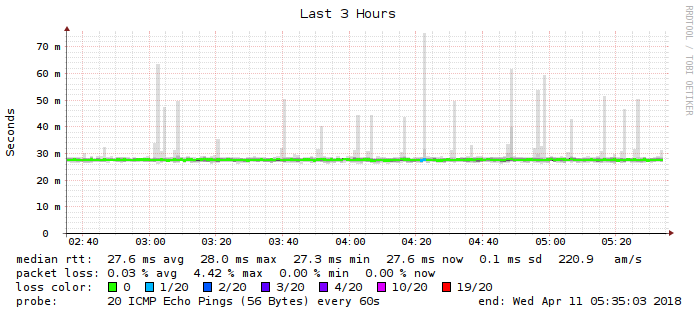 Last 3 Hours
RRDTOOL / TOBI OETIKER
Seconds
70 m
60 m
50 m
40 m
30 m
20 m
10 m
0
02:40 03:00 03:20 03:40 04:00 04:20 04:40 05:00 05:20
median rtt: 27.6 ms avg 28.0 ms max 27.3 ms min 27.6 ms now 0.1 ms sd 220.9 am/s
packet loss: 0.03 % avg 4.42 % max 0.00 % min 0.00 % now
loss color: 0 1/20 2/20 3/20 4/20 10/20 19/20
probe: 20 ICMP Echo Pings (56 Bytes) every 60s end: Wed Apr 11 05:35:03 2018